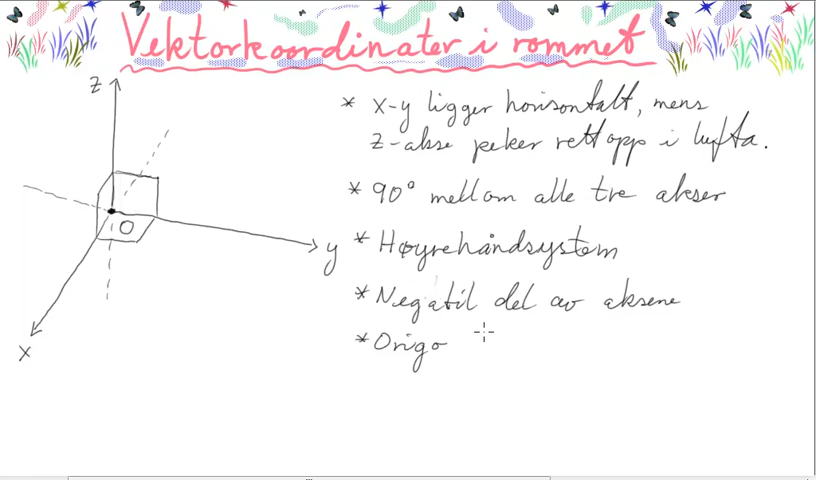 Vektorkoordinater i rommet
z
* x-y ligger horisontalt, mens
z-akse peker rett opp i lufta.
* 90° mellom alle tre akser
O
y
* Høyrehåndsystem
* Negatil del av aksene
* Origo
x